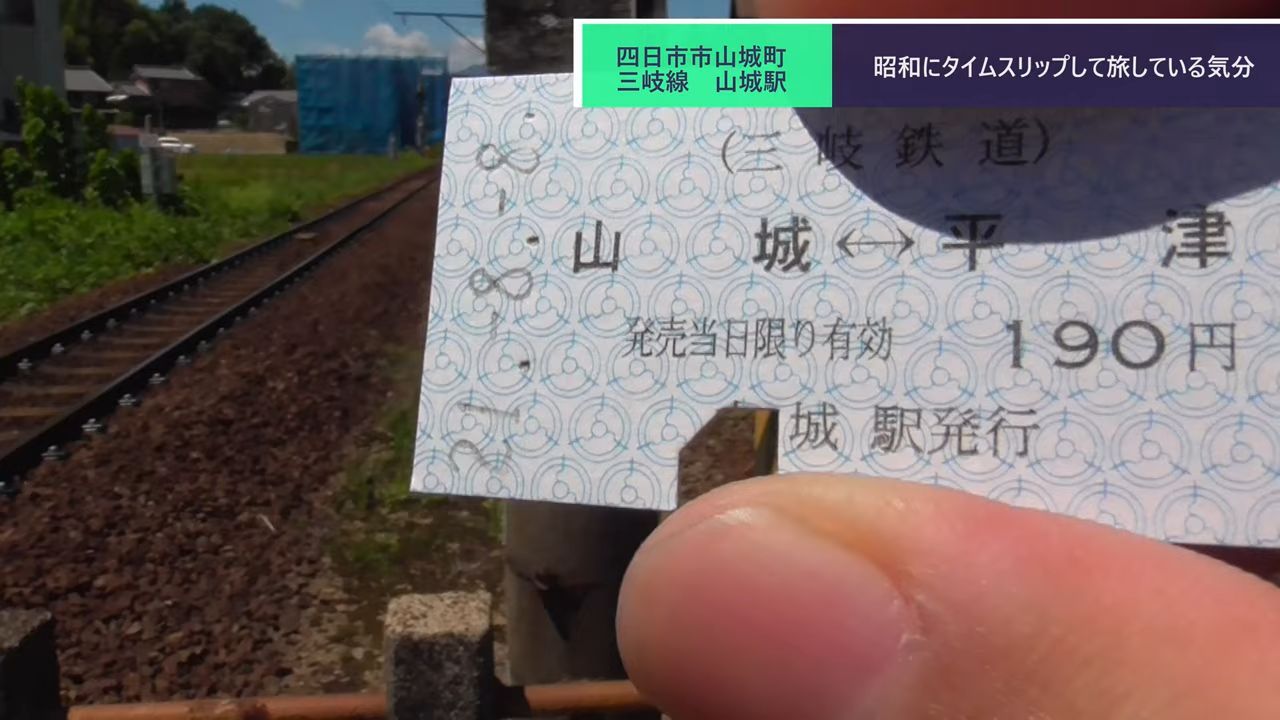 四日市市山城町
三岐線 山城駅
昭和にタイムスリップして旅している気分
(三岐鉄道)
山城↔平津
発売当日限り有効 190円
城駅発行